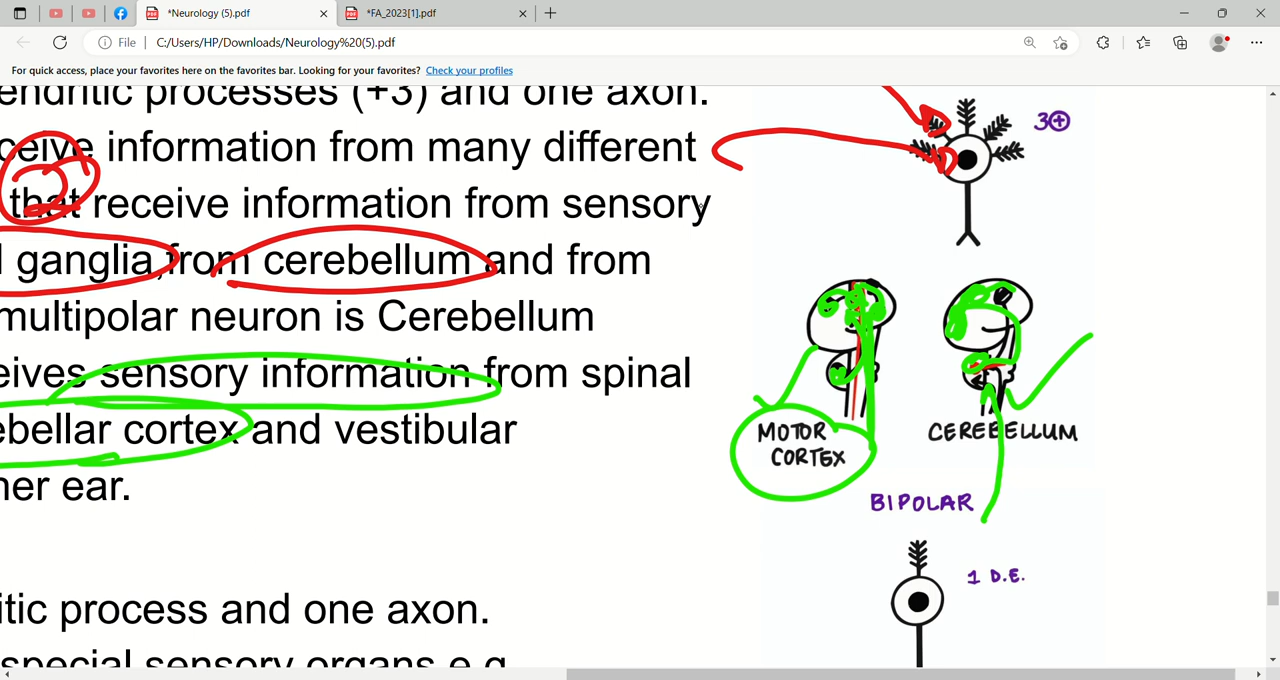 *Neurology (5).pdf
*FA_2023[1].pdf
File
C:/Users/HP/Downloads/Neurology%20(5).pdf
For quick access, place your favorites here on the favorites bar. Looking for your favorites? Check your profiles
endritic processes (+3) and one axon.
ceive information from many different
that receive information from sensory
l ganglia,from cerebellum and from
multipolar neuron is Cerebellum
eives sensory information from spinal
ebellar cortex and vestibular
ner ear.
itic process and one axon.
special sensory organs e.g
3+
MOTOR
CORTEX
CEREBELLUM
BIPOLAR
1 D.E.